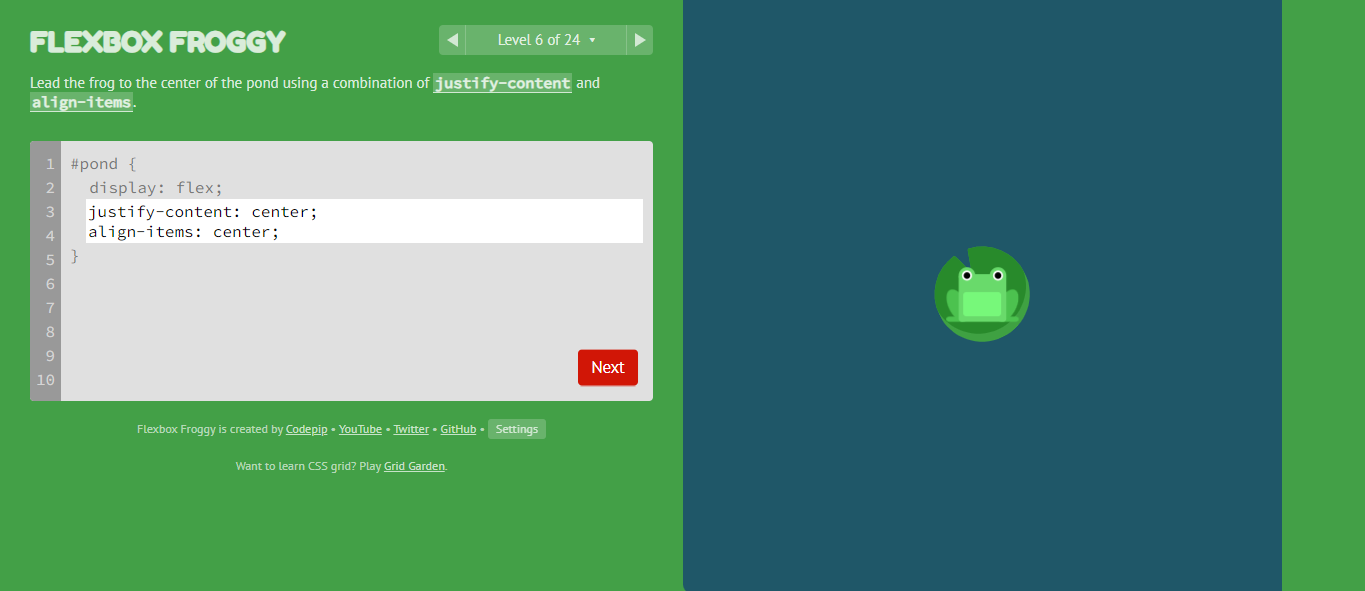 FLEXBOX FROGGY
◀ Level 6 of 24 ▾ ▶
Lead the frog to the center of the pond using a combination of justify-content and
align-items.
1 #pond {
2   display: flex;
3   justify-content: center;
4   align-items: center;
5 }
6
7
8
9
10
Next
Flexbox Froggy is created by Codepip • YouTube • Twitter • GitHub • Settings
Want to learn CSS grid? Play Grid Garden.